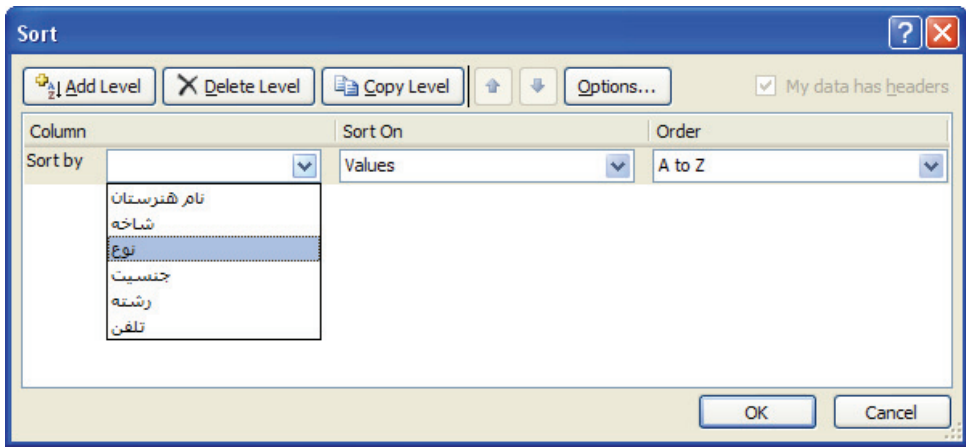 Sort
Add Level Delete Level Copy Level Options... My data has headers
Column Sort On Order
Sort by Values A to Z
نام هنرستان
شاخه
نوع
جنسیت
رشته
تلفن
OK Cancel